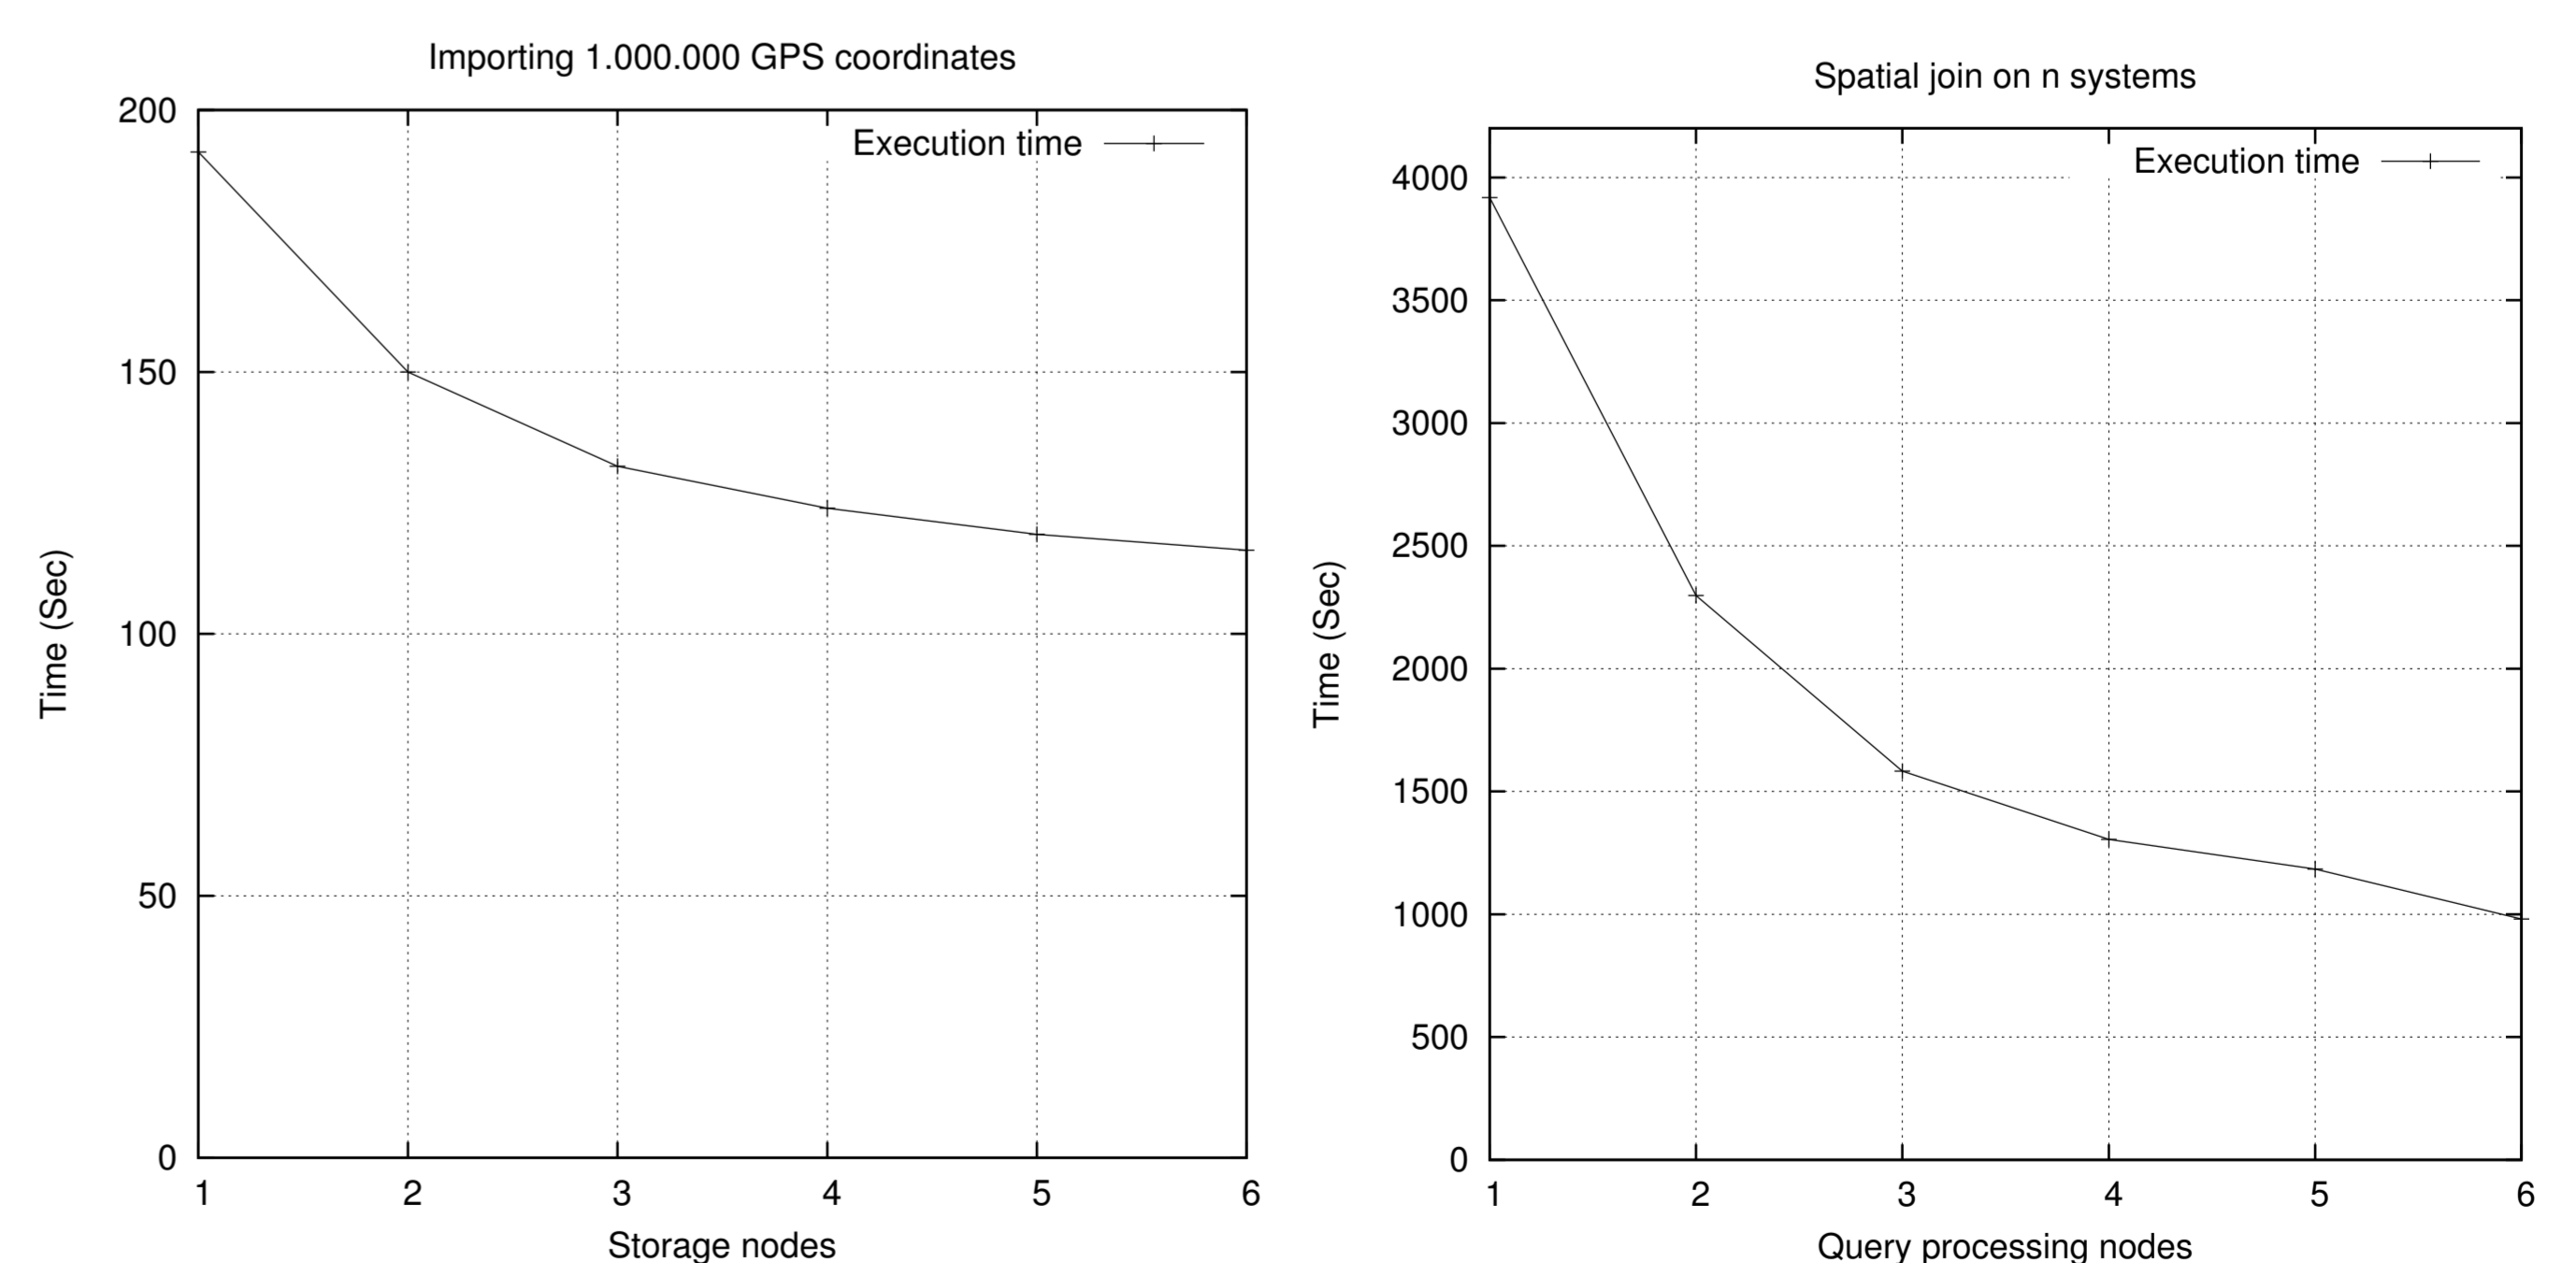 Importing 1.000.000 GPS coordinates
Execution time
200
150
100
50
0
Time (Sec)
1 2 3 4 5 6
Storage nodes
Spatial join on n systems
Execution time
4000
3500
3000
2500
2000
1500
1000
500
0
Time (Sec)
1 2 3 4 5 6
Query processing nodes